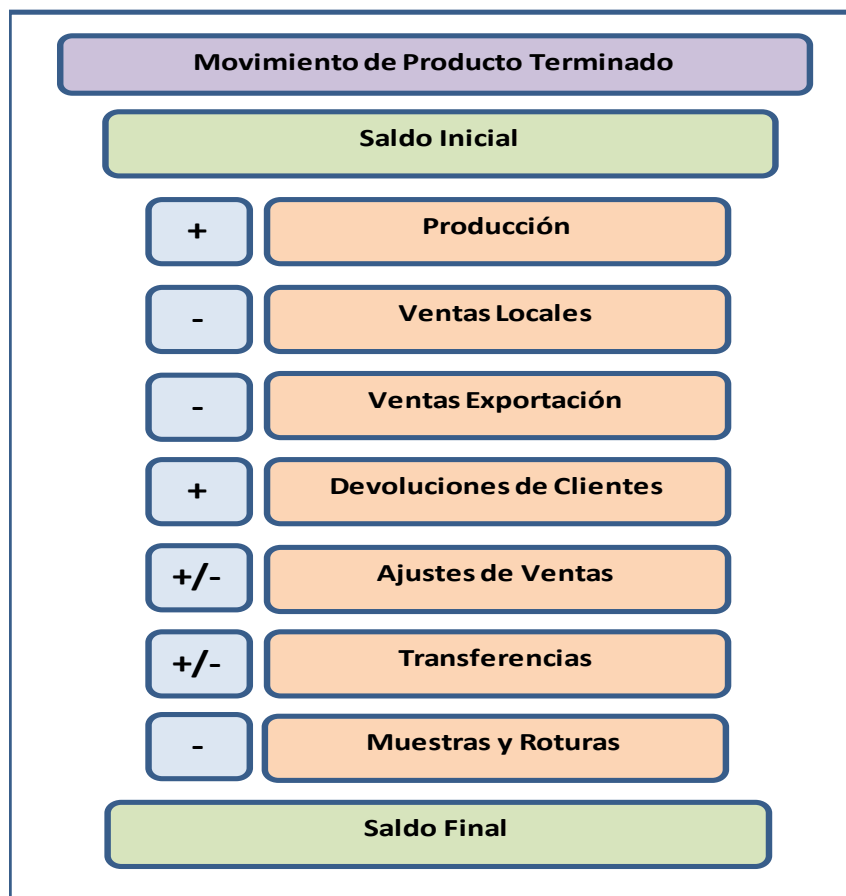 Movimiento de Producto Terminado
Saldo Inicial
+ Producción
- Ventas Locales
- Ventas Exportación
+ Devoluciones de Clientes
+/- Ajustes de Ventas
+/- Transferencias
- Muestras y Roturas
Saldo Final